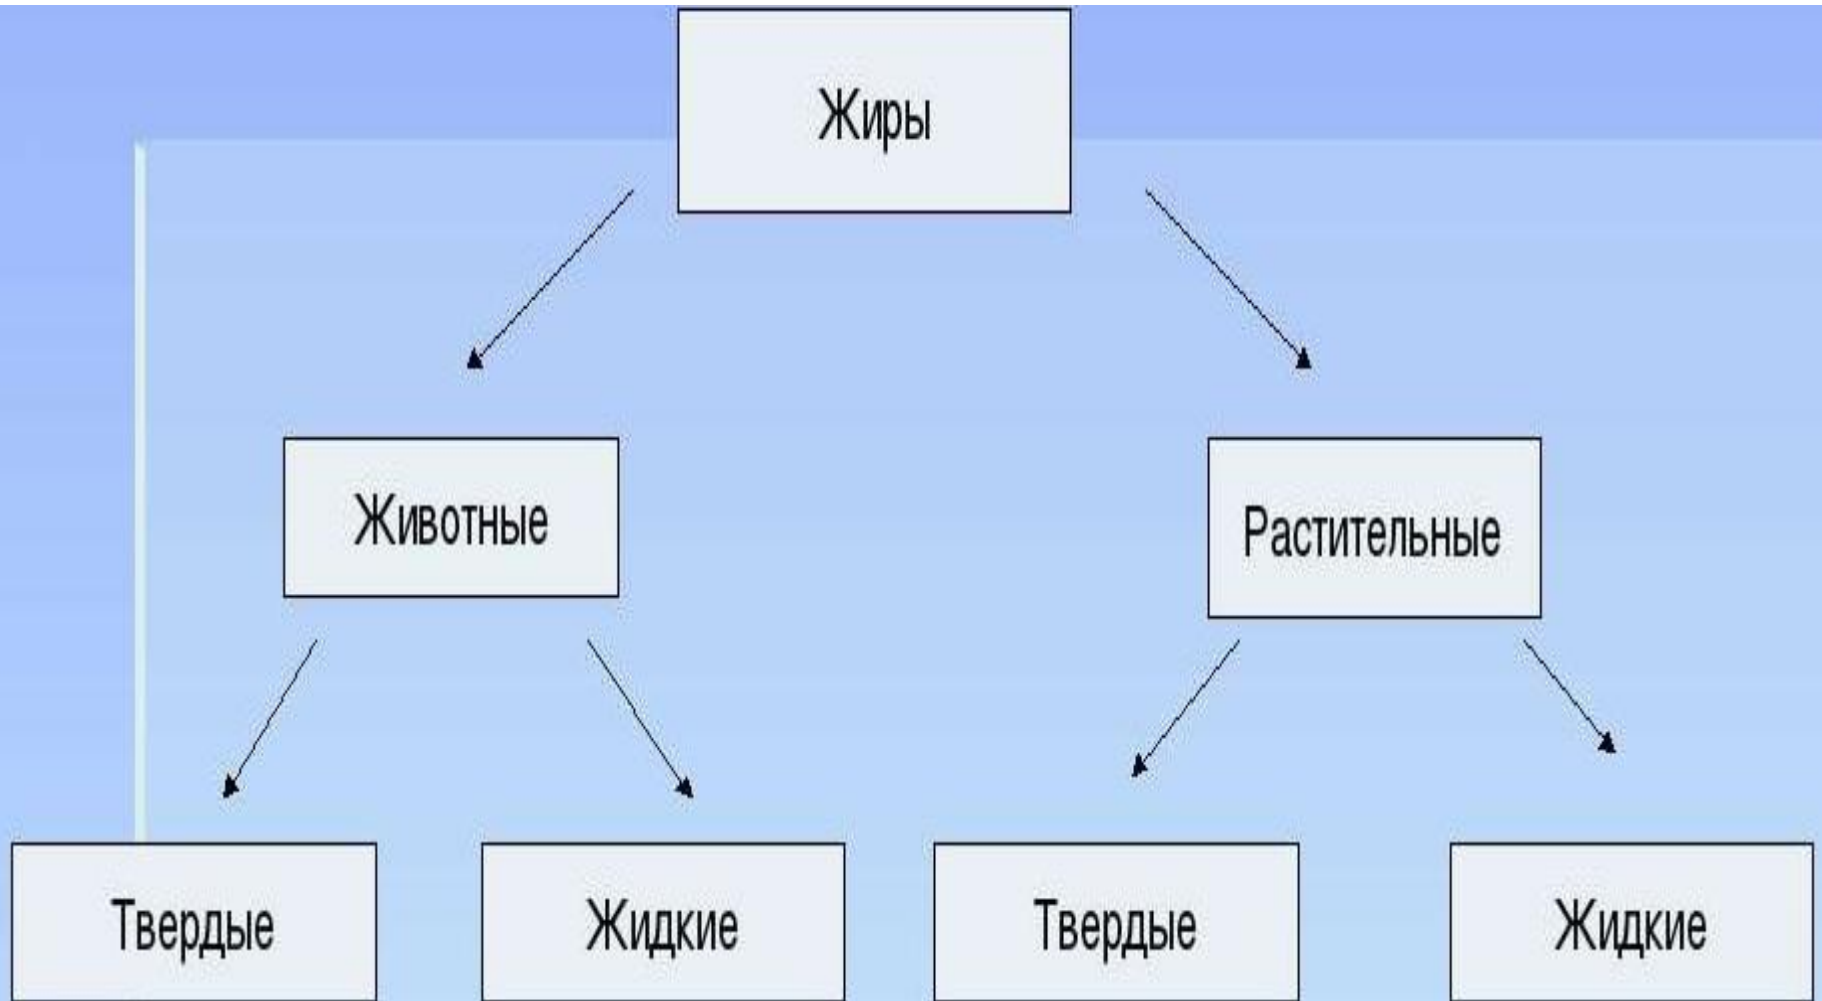 Жиры
Животные
Растительные
Твердые
Жидкие
Твердые
Жидкие